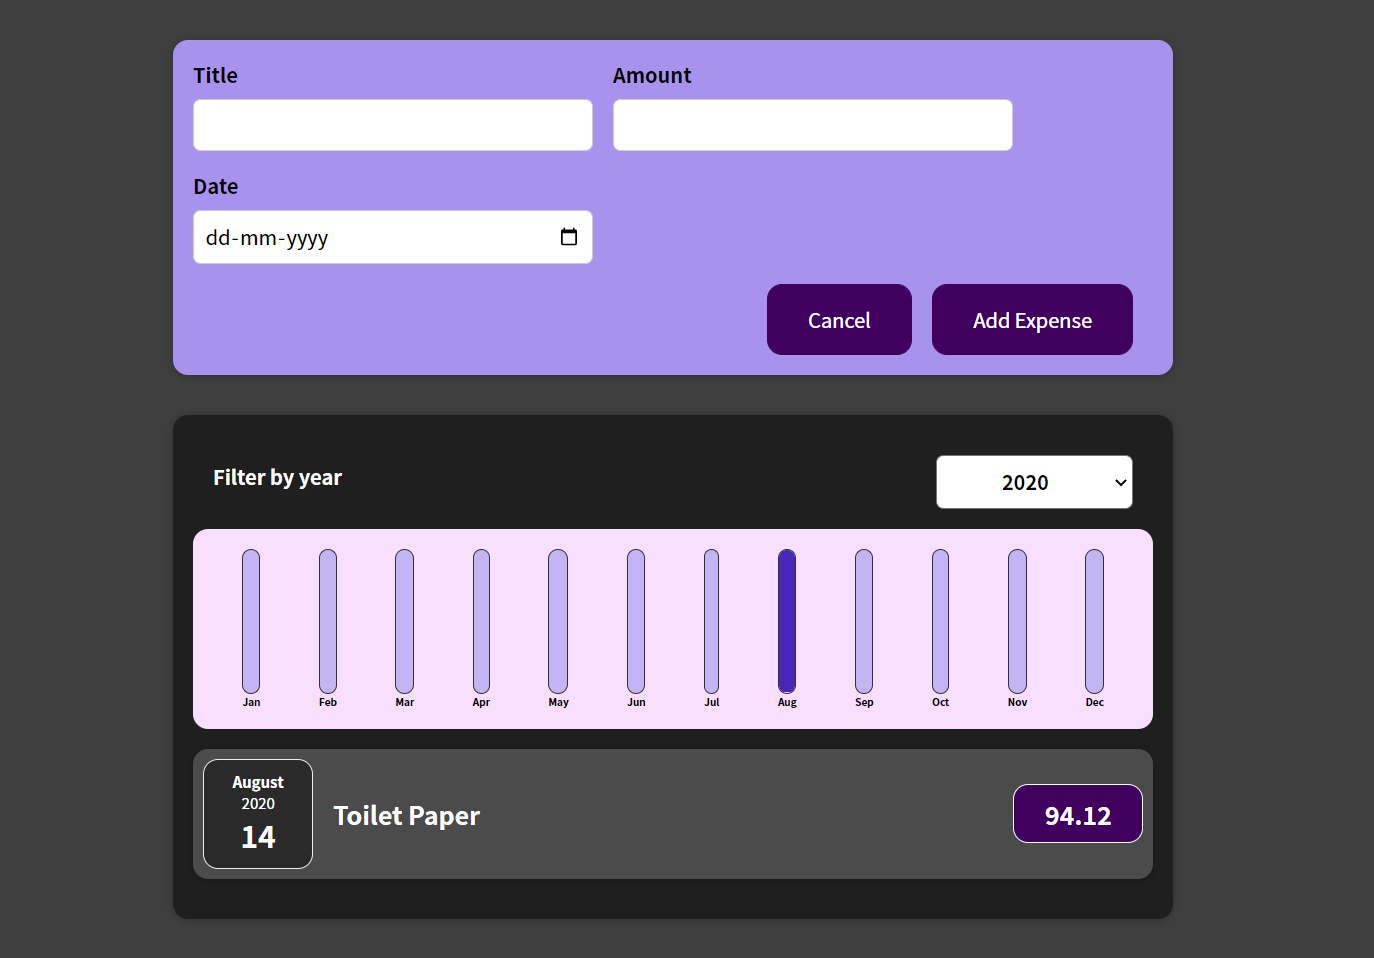 Title
Amount
Date
dd-mm-yyyy
Cancel
Add Expense
Filter by year
2020
Jan
Feb
Mar
Apr
May
Jun
Jul
Aug
Sep
Oct
Nov
Dec
August
2020
14
Toilet Paper
94.12